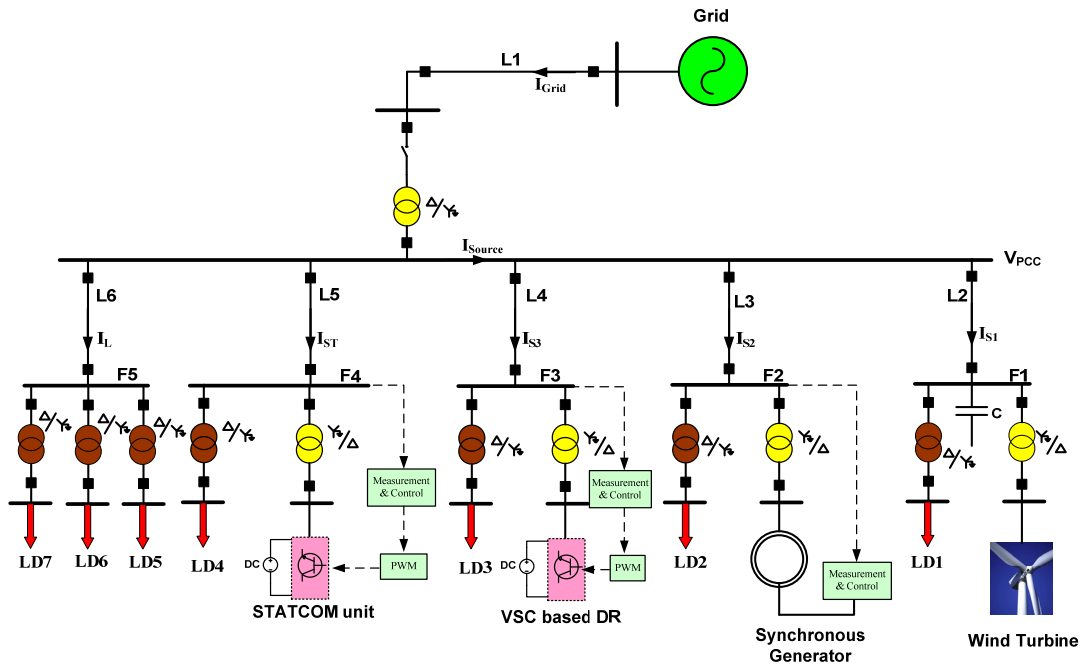 Grid
L1
IGrid
Δ/Y
ISource
VPCC
L6
L5
L4
L3
L2
IL
IST
IS3
IS2
IS1
F5
F4
F3
F2
F1
C
Δ/Y
Δ/Y
Δ/Y
Δ/Y
Y/Δ
Δ/Y
Y/Δ
Δ/Y
Y/Δ
Δ/Y
Y/Δ
Measurement
& Control
Measurement
& Control
Measurement
& Control
LD7
LD6
LD5
LD4
LD3
LD2
LD1
DC
PWM
DC
PWM
STATCOM unit
VSC based DR
Synchronous
Generator
Wind Turbine